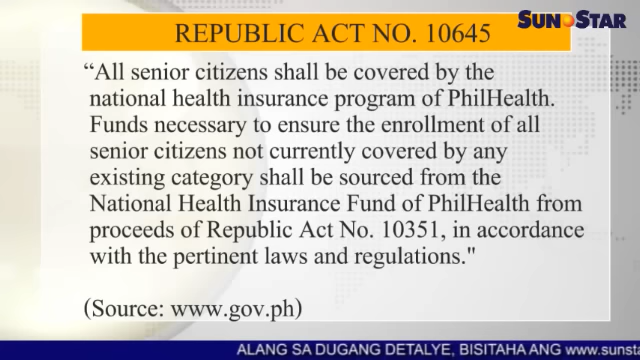 SUN STAR
REPUBLIC ACT NO. 10645
“All senior citizens shall be covered by the
national health insurance program of PhilHealth.
Funds necessary to ensure the enrollment of all
senior citizens not currently covered by any
existing category shall be sourced from the
National Health Insurance Fund of PhilHealth from
proceeds of Republic Act No. 10351, in accordance
with the pertinent laws and regulations."
(Source: www.gov.ph)
ALANG SA DUGANG DETALYE, BISITAHA ANG www.sunsta